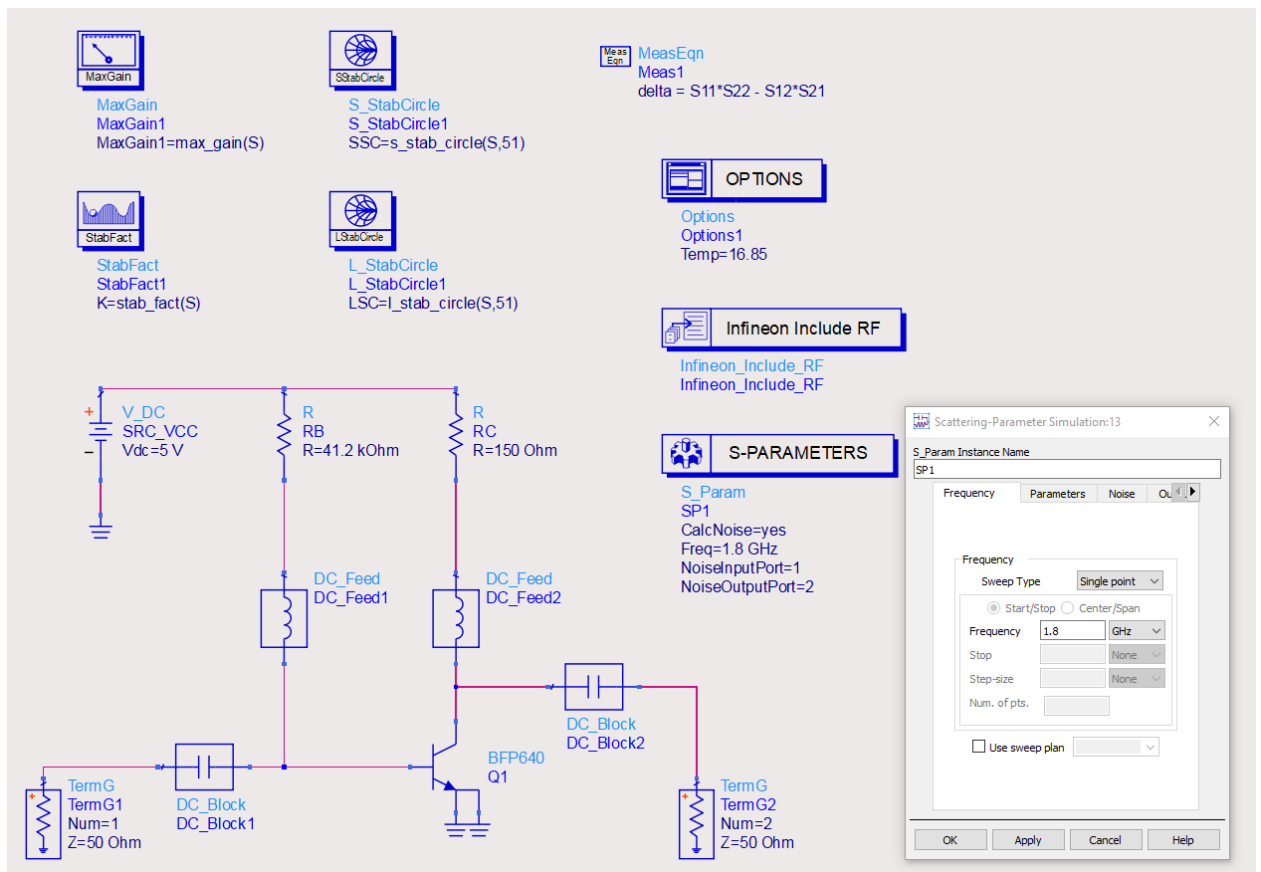 MaxGain
MaxGain
MaxGain1
MaxGain1=max_gain(S)
SStabCircle
S_StabCircle
S_StabCircle1
SSC=s_stab_circle(S,51)
Meas
Eqn
MeasEqn
Meas1
delta = S11*S22 - S12*S21
StabFact
StabFact
StabFact1
K=stab_fact(S)
LStabCircle
L_StabCircle
L_StabCircle1
LSC=l_stab_circle(S,51)
OPTIONS
Options
Options1
Temp=16.85
Infineon Include RF
Infineon_Include_RF
Infineon_Include_RF
S-PARAMETERS
S_Param
SP1
CalcNoise=yes
Freq=1.8 GHz
NoiseInputPort=1
NoiseOutputPort=2
+
−
V_DC
SRC_VCC
Vdc=5 V
R
RB
R=41.2 kOhm
R
RC
R=150 Ohm
DC_Feed
DC_Feed1
DC_Feed
DC_Feed2
DC_Block
DC_Block2
BFP640
Q1
+
TermG
TermG1
Num=1
Z=50 Ohm
DC_Block
DC_Block1
+
TermG
TermG2
Num=2
Z=50 Ohm
Scattering-Parameter Simulation:13
S_Param Instance Name
SP1
Frequency
Parameters
Noise
Frequency
Sweep Type
Single point
Start/Stop
Center/Span
Frequency
1.8
GHz
Stop
None
Step-size
None
Num. of pts.
Use sweep plan
OK
Apply
Cancel
Help